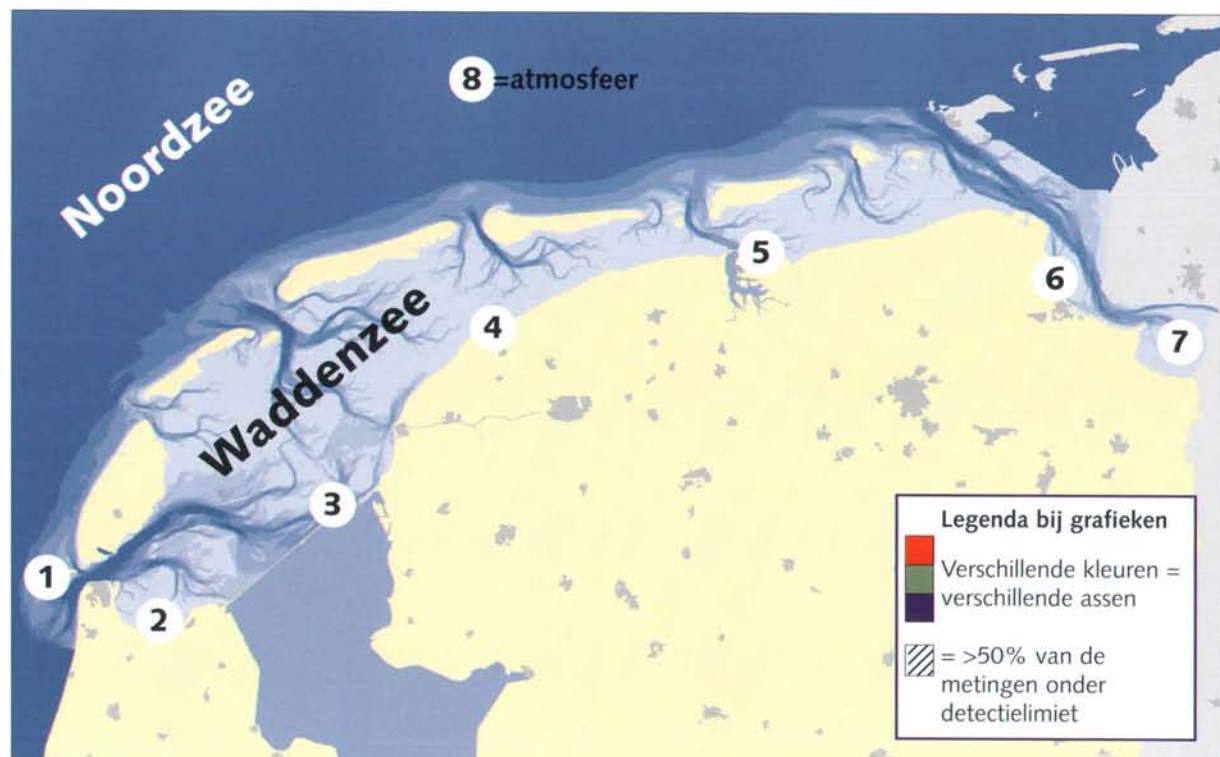 8 =atmosfeer
Noordzee
Waddenzee
5
6
4
7
3
1
2
Legenda bij grafieken
Verschillende kleuren =
verschillende assen
= >50% van de
metingen onder
detectielimiet